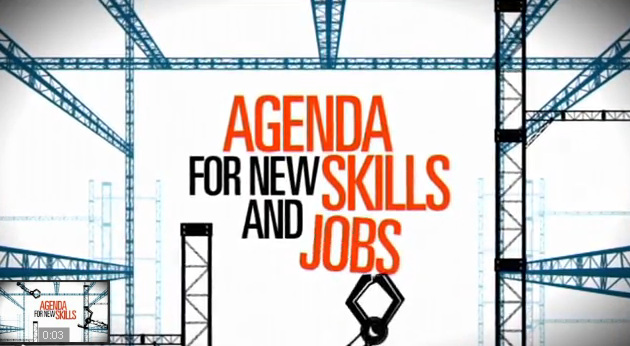 AGENDA
FOR NEW SKILLS
AND JOBS
AGENDA
FOR NEW SKILLS
0:03